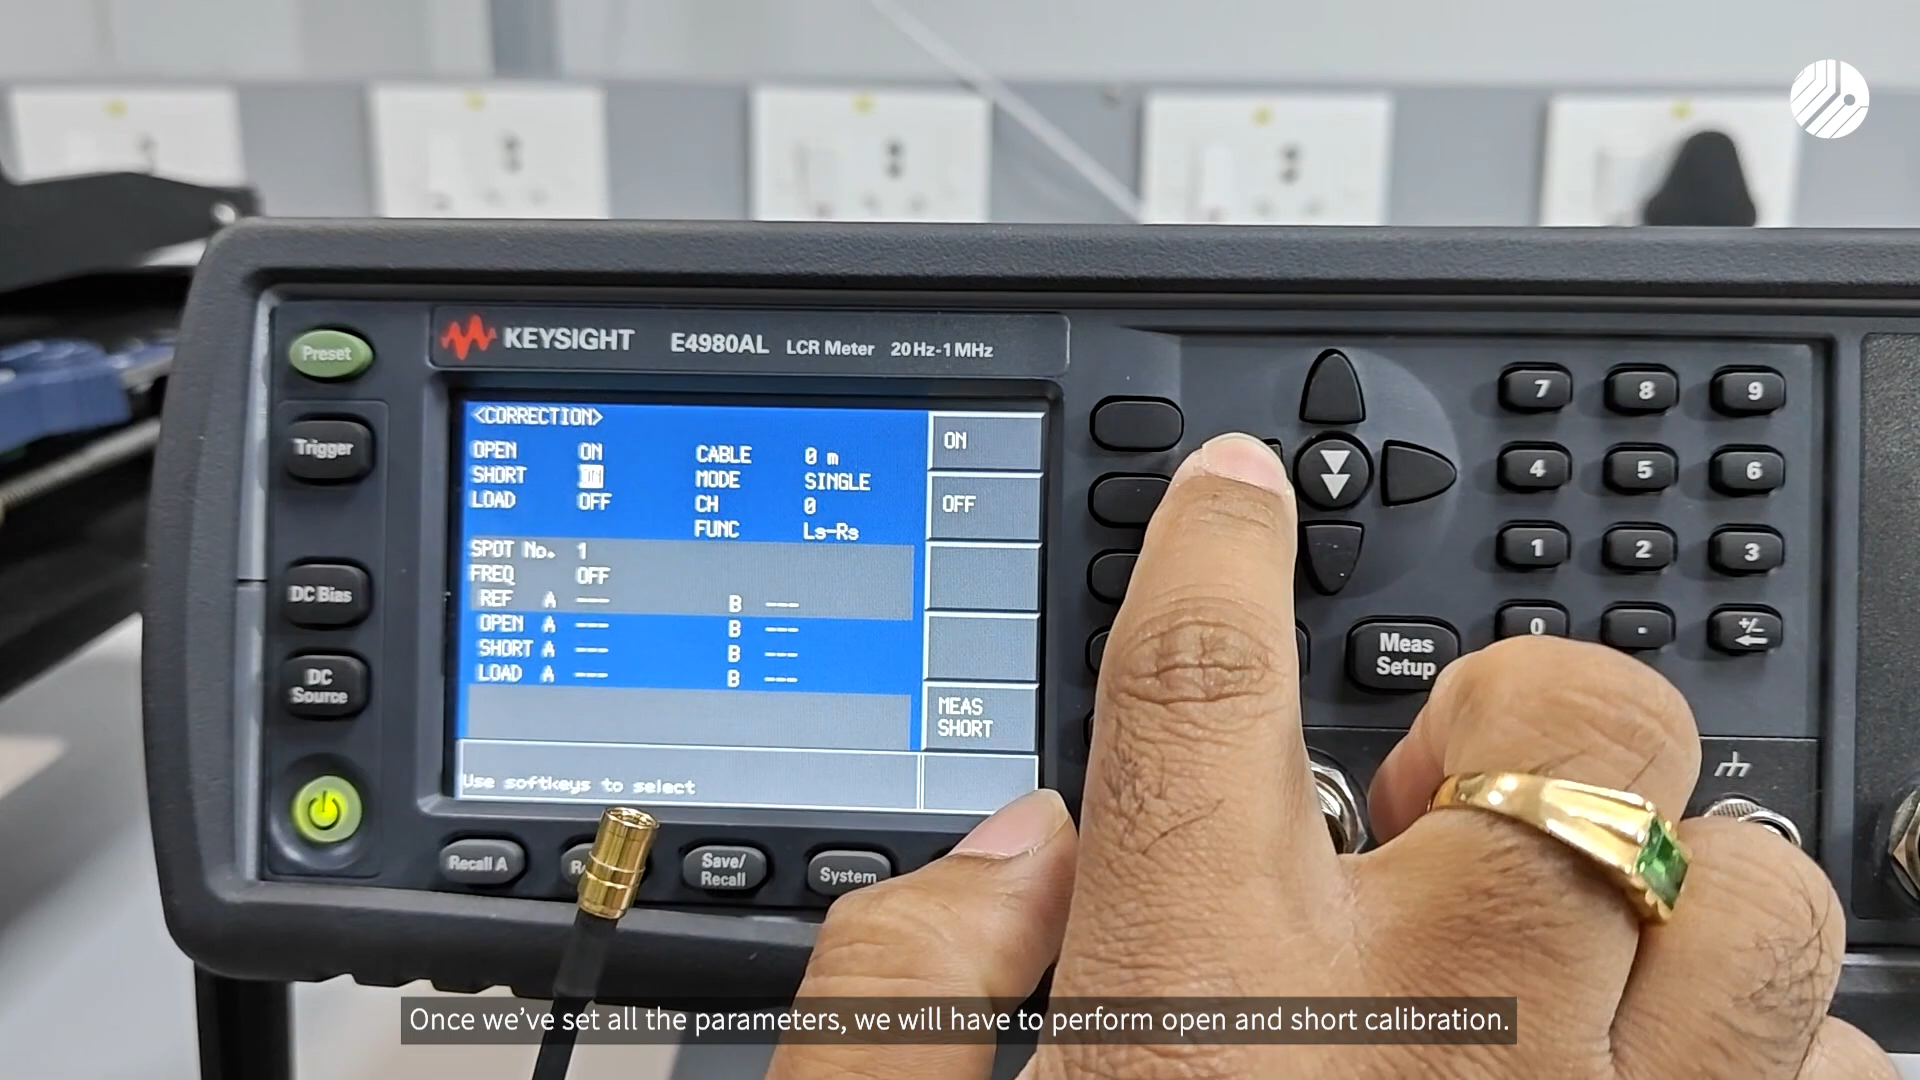 KEYSIGHT E4980AL LCR Meter 20Hz-1MHz
Preset
Trigger
DC Bias
DC
Source
<CORRECTION>
OPEN ON CABLE 0 m
SHORT MODE SINGLE
LOAD OFF CH 0
FUNC Ls-Rs
SPOT No. 1
FREQ OFF
REF A --- B ---
OPEN A --- B ---
SHORT A --- B ---
LOAD A --- B ---
Use softkeys to select
ON
OFF
MEAS
SHORT
7 8 9
4 5 6
1 2 3
0 . +/-
Meas
Setup
Recall A
Save/
Recall
System
Once we’ve set all the parameters, we will have to perform open and short calibration.